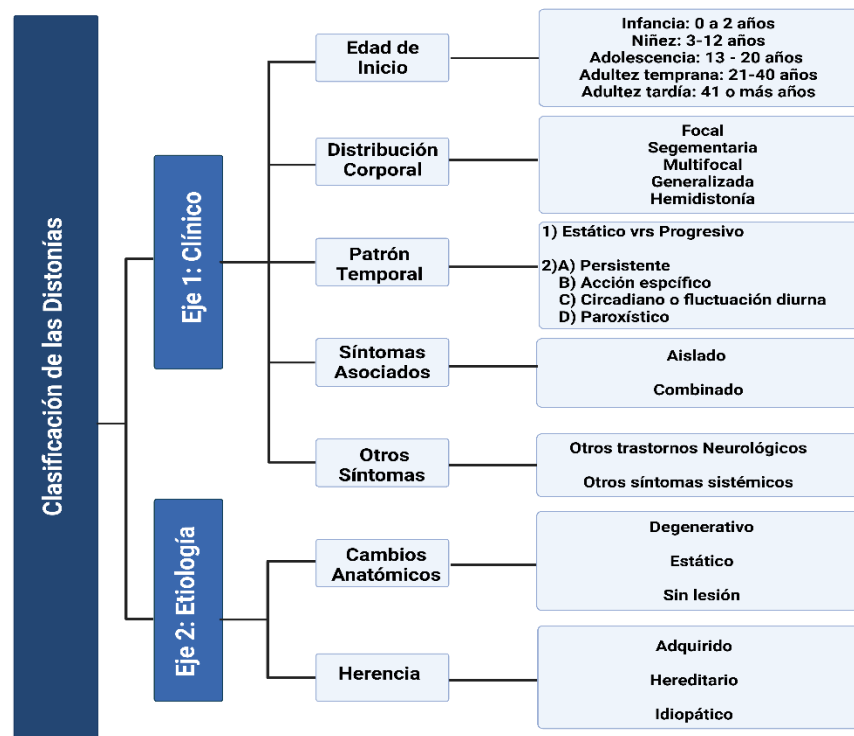 Clasificación de las Distonías
Eje 1: Clínico
Edad de
Inicio
Infancia: 0 a 2 años
Niñez: 3-12 años
Adolescencia: 13 - 20 años
Adultez temprana: 21-40 años
Adultez tardía: 41 o más años
Distribución
Corporal
Focal
Segementaria
Multifocal
Generalizada
Hemidistonía
Patrón
Temporal
1) Estático vrs Progresivo
2)A) Persistente
B) Acción espcífico
C) Circadiano o fluctuación diurna
D) Paroxístico
Síntomas
Asociados
Aislado
Combinado
Otros
Síntomas
Otros trastornos Neurológicos
Otros síntomas sistémicos
Eje 2: Etiología
Cambios
Anatómicos
Degenerativo
Estático
Sin lesión
Herencia
Adquirido
Hereditario
Idiopático